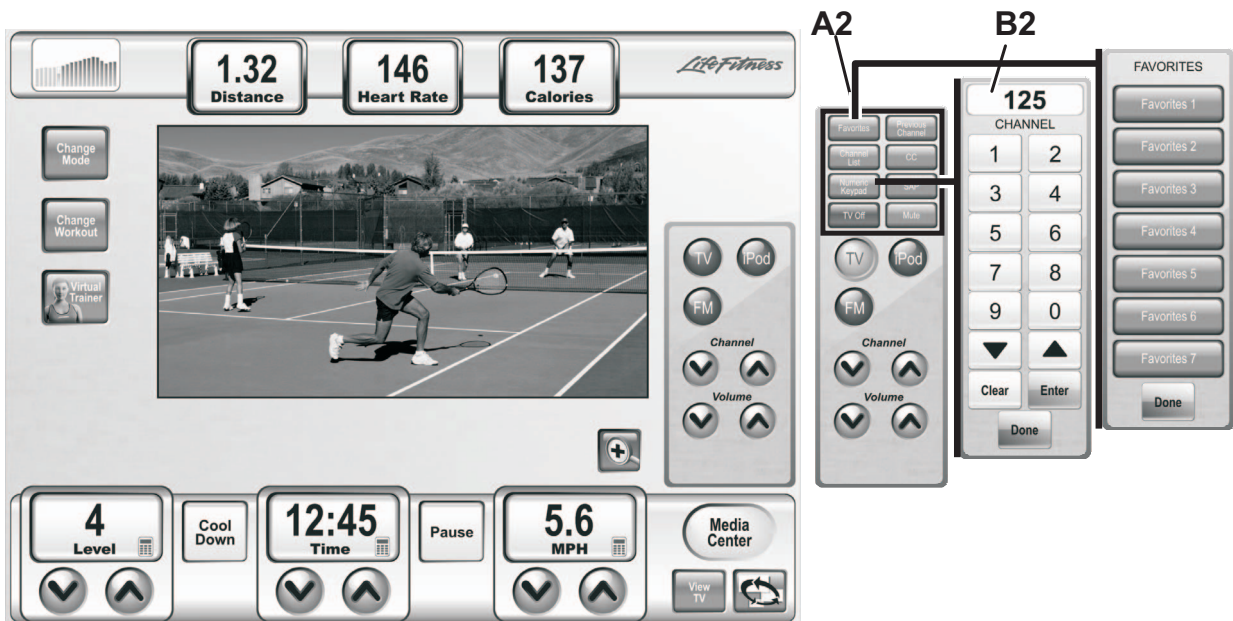 A2
B2
1.32
Distance
146
Heart Rate
137
Calories
LifeFitness
Change
Mode
Change
Workout
Virtual
Trainer
TV
iPod
FM
Channel
Volume
4
Level
Cool
Down
12:45
Time
Pause
5.6
MPH
Media
Center
View
TV
Favorites
Previous
Channel
Channel
List
CC
Numeric
Keypad
SAP
TV Off
Mute
TV
iPod
FM
Channel
Volume
125
CHANNEL
1
2
3
4
5
6
7
8
9
0
Clear
Enter
Done
FAVORITES
Favorites 1
Favorites 2
Favorites 3
Favorites 4
Favorites 5
Favorites 6
Favorites 7
Done